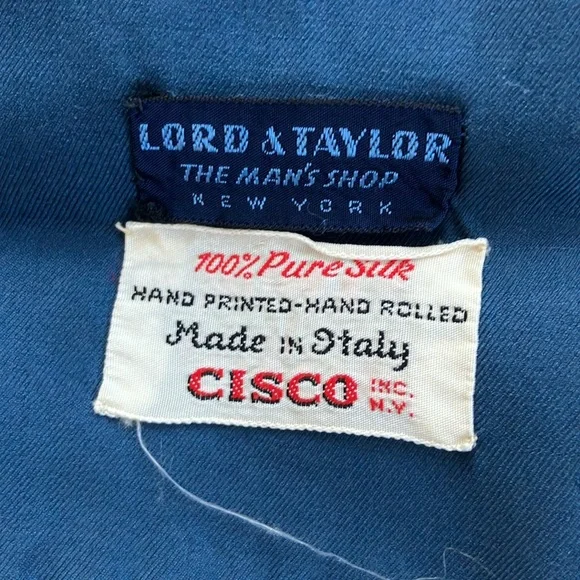 LORD & TAYLOR
THE MAN'S SHOP
NEW YORK
100% Pure Silk
HAND PRINTED-HAND ROLLED
Made in Italy
CISCO INC. N.Y.